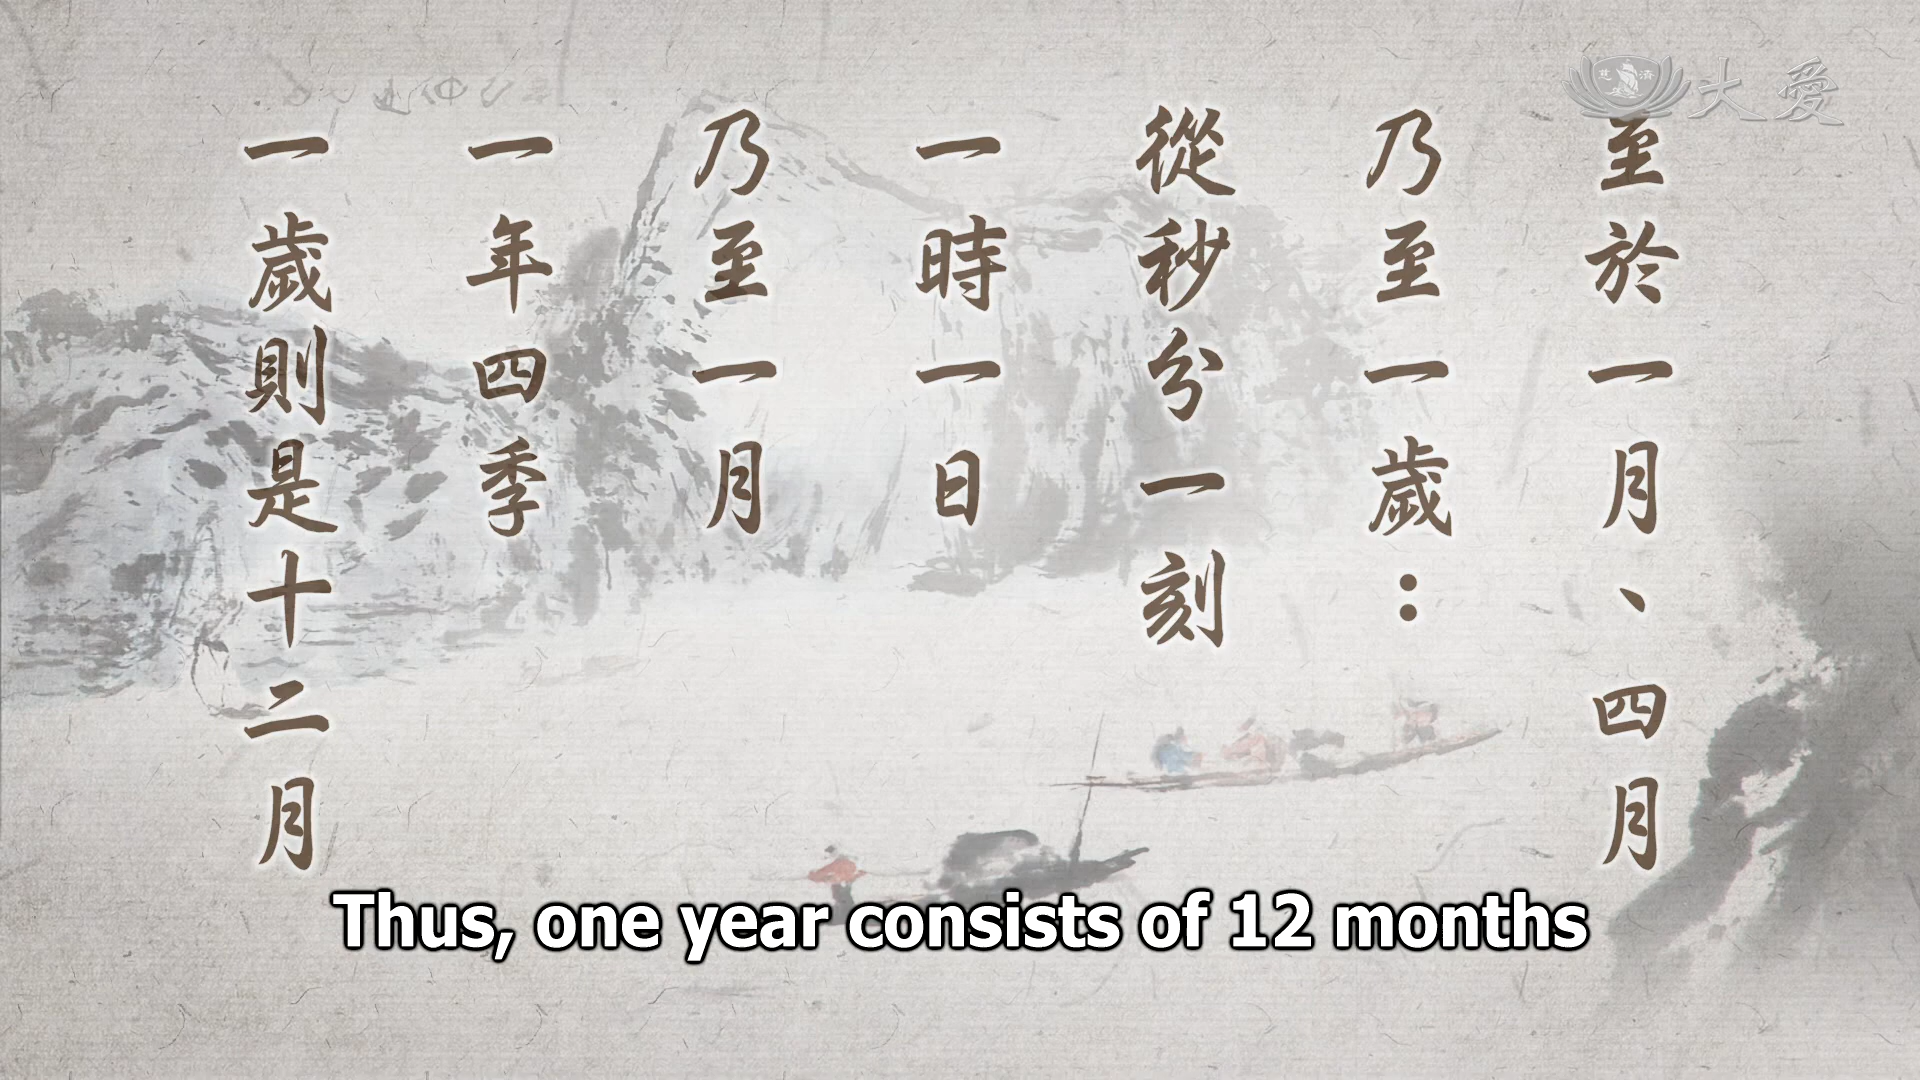 至於一月、四月
乃至一歲：
從秒分一刻
一時一日
乃至一月
一年四季
一歲則是十二月
Thus, one year consists of 12 months
慈濟
大愛